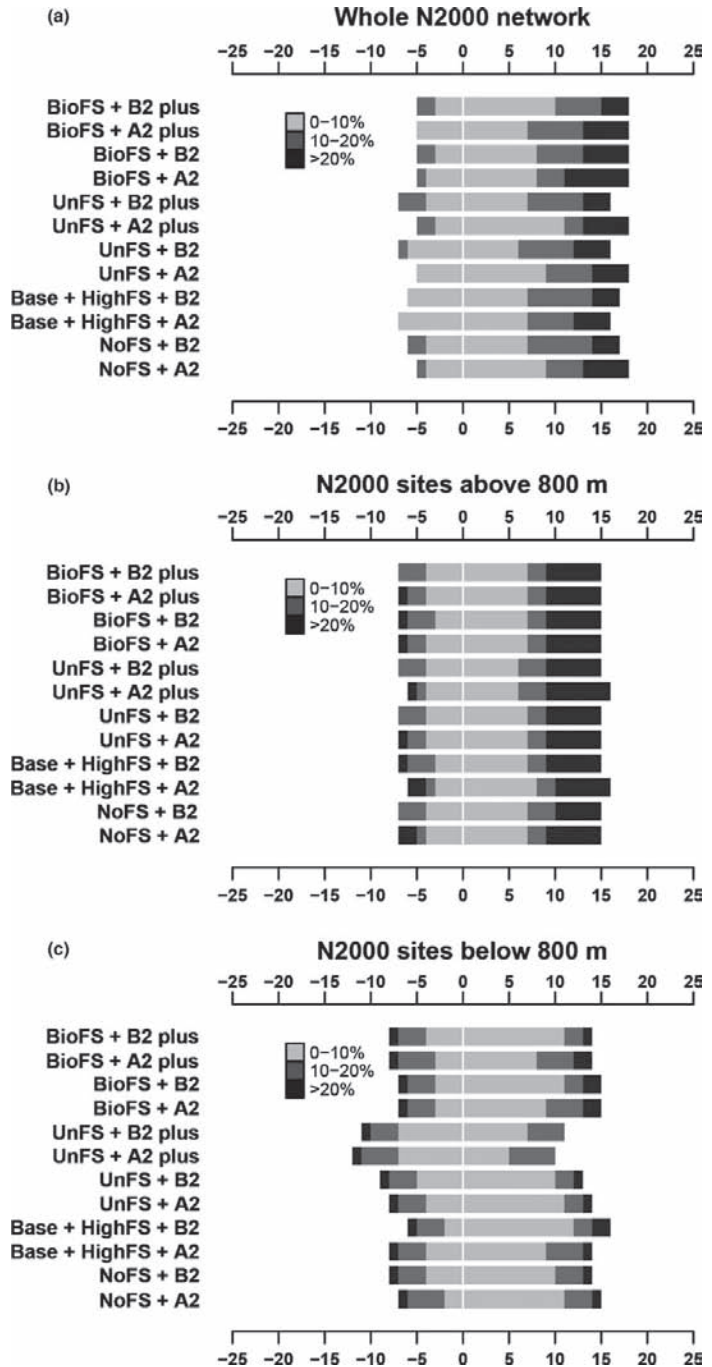 (a)
Whole N2000 network
−25 −20 −15 −10 −5 0 5 10 15 20 25
BioFS + B2 plus
BioFS + A2 plus
BioFS + B2
BioFS + A2
UnFS + B2 plus
UnFS + A2 plus
UnFS + B2
UnFS + A2
Base + HighFS + B2
Base + HighFS + A2
NoFS + B2
NoFS + A2
0−10%
10−20%
>20%
−25 −20 −15 −10 −5 0 5 10 15 20 25
(b)
N2000 sites above 800 m
−25 −20 −15 −10 −5 0 5 10 15 20 25
BioFS + B2 plus
BioFS + A2 plus
BioFS + B2
BioFS + A2
UnFS + B2 plus
UnFS + A2 plus
UnFS + B2
UnFS + A2
Base + HighFS + B2
Base + HighFS + A2
NoFS + B2
NoFS + A2
0−10%
10−20%
>20%
−25 −20 −15 −10 −5 0 5 10 15 20 25
(c)
N2000 sites below 800 m
−25 −20 −15 −10 −5 0 5 10 15 20 25
BioFS + B2 plus
BioFS + A2 plus
BioFS + B2
BioFS + A2
UnFS + B2 plus
UnFS + A2 plus
UnFS + B2
UnFS + A2
Base + HighFS + B2
Base + HighFS + A2
NoFS + B2
NoFS + A2
0−10%
10−20%
>20%
−25 −20 −15 −10 −5 0 5 10 15 20 25